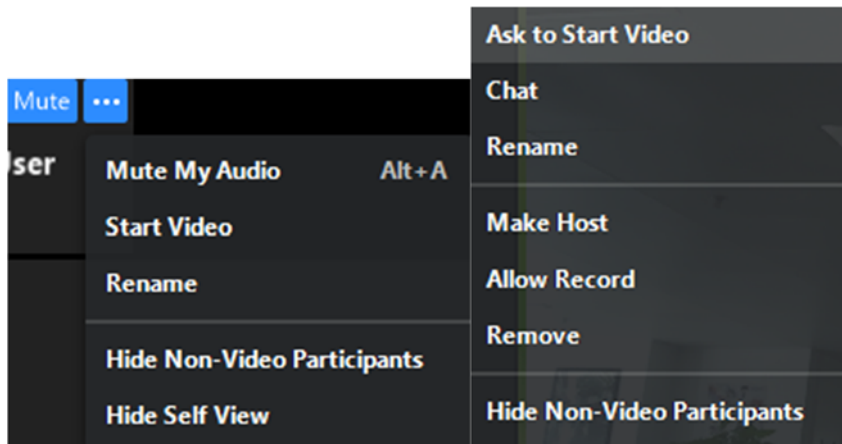 Mute ...
User
Mute My Audio Alt+A
Start Video
Rename
Hide Non-Video Participants
Hide Self View
Ask to Start Video
Chat
Rename
Make Host
Allow Record
Remove
Hide Non-Video Participants